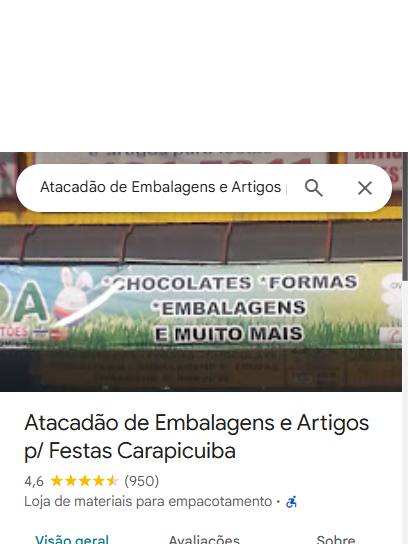 Atacadão de Embalagens e Artigos
*CHOCOLATES *FORMAS
*EMBALAGENS
E MUITO MAIS
Atacadão de Embalagens e Artigos
p/ Festas Carapicuiba
4,6 (950)
Loja de materiais para empacotamento ·
Visão geral Avaliações Sobre